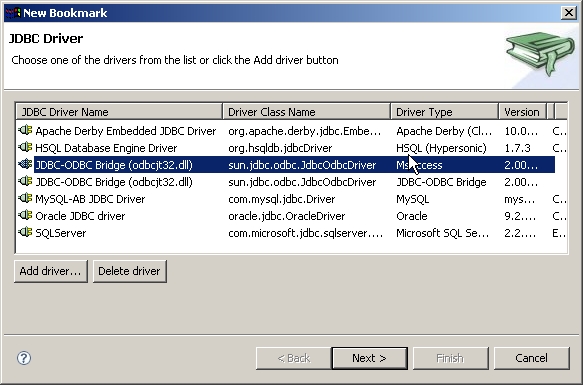 New Bookmark
JDBC Driver
Choose one of the drivers from the list or click the Add driver button
JDBC Driver Name Driver Class Name Driver Type Version
Apache Derby Embedded JDBC Driver org.apache.derby.jdbc.Embe... Apache Derby (Cl... 10.0... C...
HSQL Database Engine Driver org.hsqldb.jdbcDriver HSQL (Hypersonic) 1.7.3 C...
JDBC-ODBC Bridge (odbcjt32.dll) sun.jdbc.odbc.JdbcOdbcDriver MsAccess 2.00...
JDBC-ODBC Bridge (odbcjt32.dll) sun.jdbc.odbc.JdbcOdbcDriver JDBC-ODBC Bridge 2.00...
MySQL-AB JDBC Driver com.mysql.jdbc.Driver MySQL mys... C...
Oracle JDBC driver oracle.jdbc.OracleDriver Oracle 9.2.... C...
SQLServer com.microsoft.jdbc.sqlserver.... Microsoft SQL Se... 2.2.... E...
Add driver... Delete driver
? < Back Next > Finish Cancel